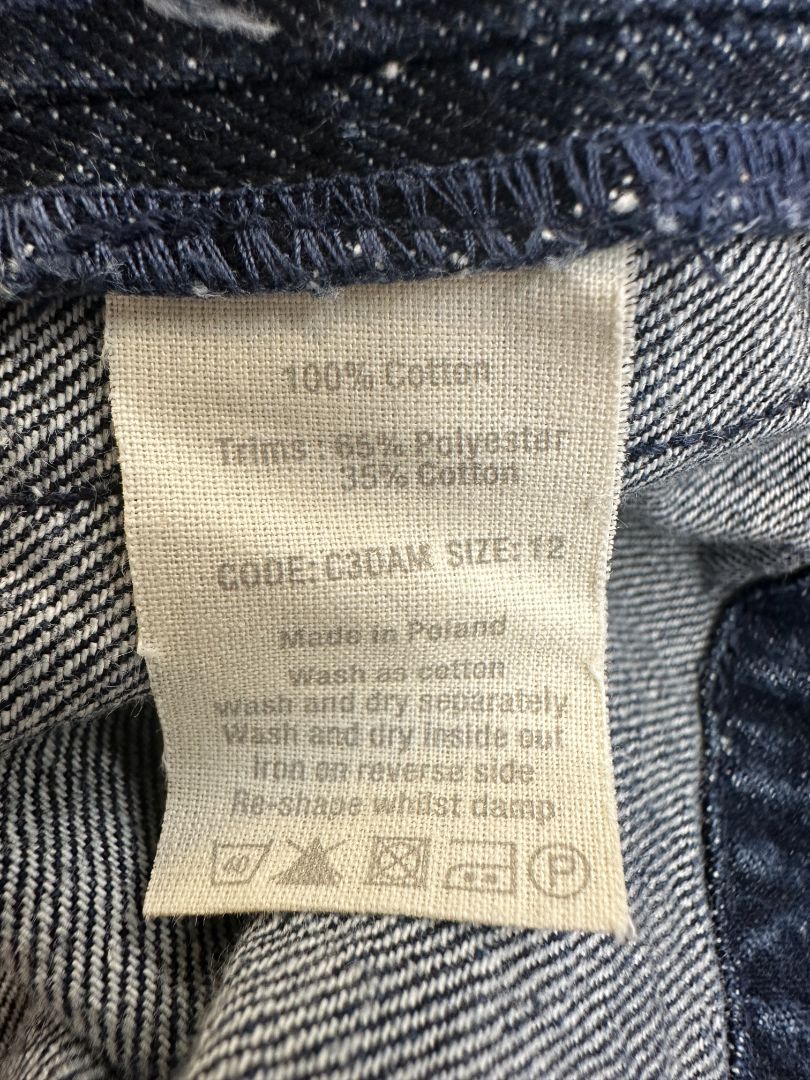 100% Cotton
Trims : 65% Polyester
35% Cotton
CODE: C3DAM SIZE: 12
Made in Poland
Wash as cotton
wash and dry separately
Wash and dry inside out
Iron on reverse side
Re-shape whilst damp
40 P